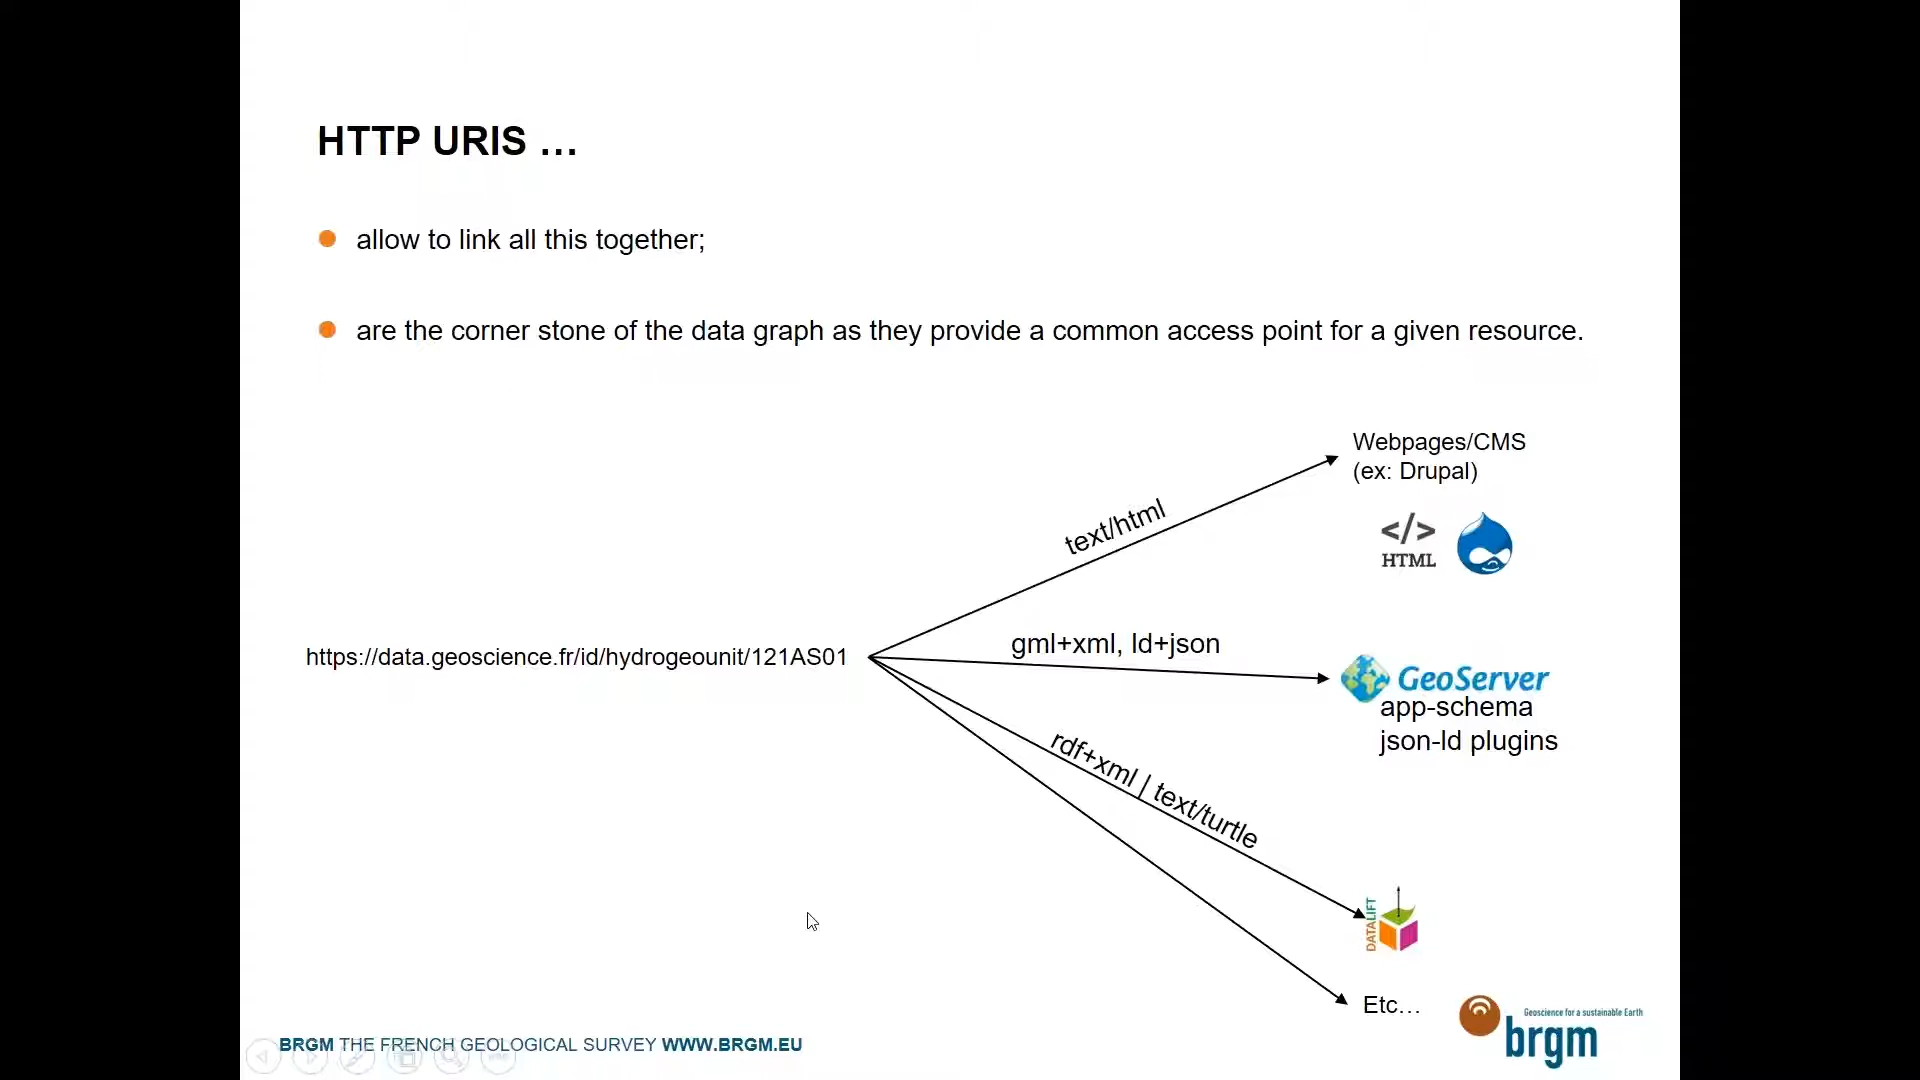 HTTP URIS …
allow to link all this together;
are the corner stone of the data graph as they provide a common access point for a given resource.
Webpages/CMS
(ex: Drupal)
text/html
</>
HTML
https://data.geoscience.fr/id/hydrogeounit/121AS01
gml+xml, ld+json
GeoServer
app-schema
json-ld plugins
rdf+xml | text/turtle
DATALIFT
Etc…
Geoscience for a sustainable Earth
brgm
BRGM THE FRENCH GEOLOGICAL SURVEY WWW.BRGM.EU